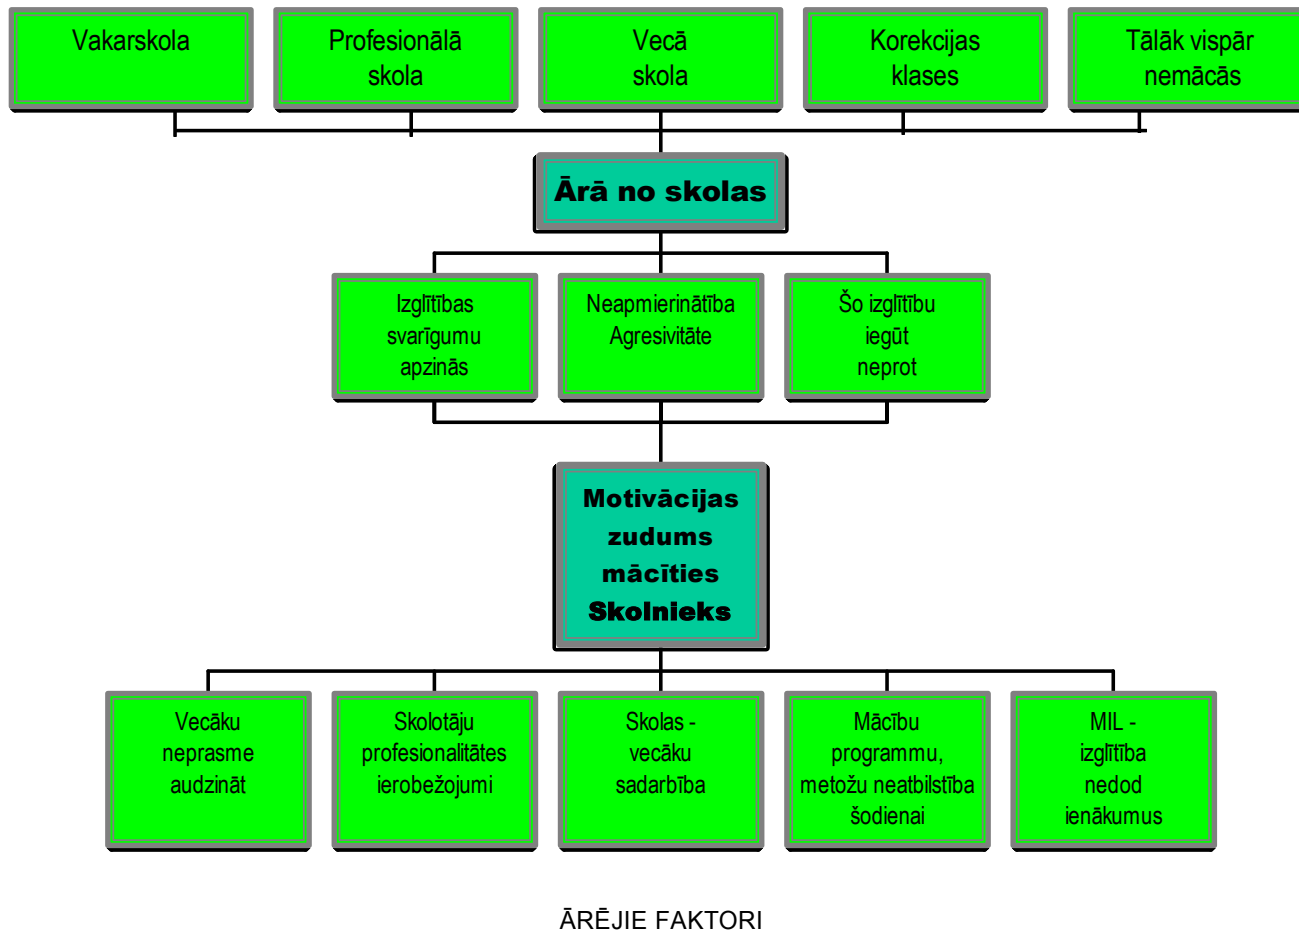 Vakarskola
Profesionālā
skola
Vecā
skola
Korekcijas
klases
Tālāk vispār
nemācās
Ārā no skolas
Izglītības
svarīgumu
apzinās
Neapmierinātība
Agresivitāte
Šo izglītību
iegūt
neprot
Motivācijas
zudums
mācīties
Skolnieks
Vecāku
neprasme
audzināt
Skolotāju
profesionalitātes
ierobežojumi
Skolas -
vecāku
sadarbība
Mācību
programmu,
metožu neatbilstība
šodienai
MIL -
izglītība
nedod
ienākumus
ĀRĒJIE FAKTORI